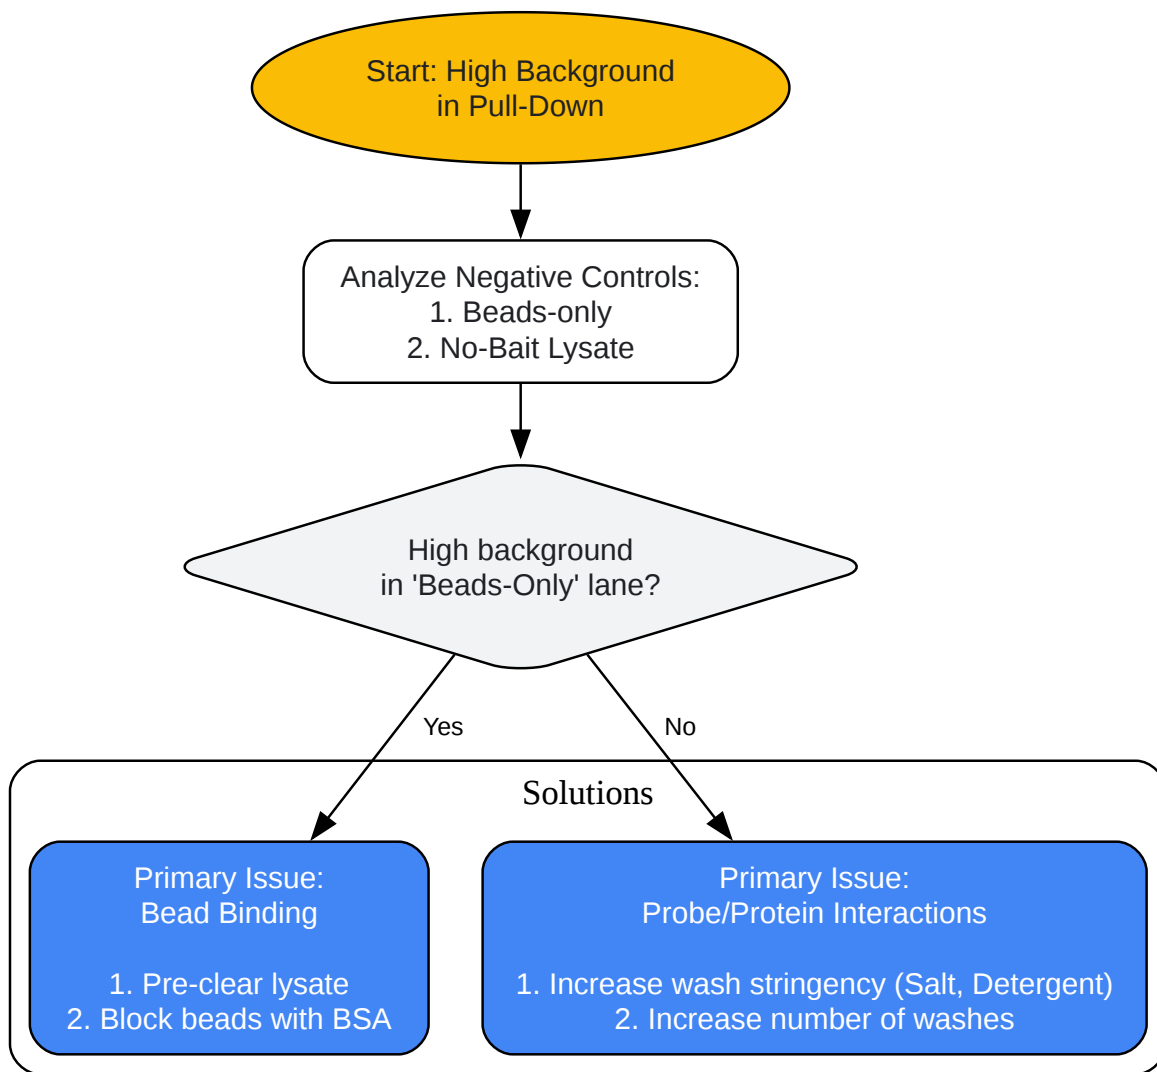 Start: High Background
in Pull-Down
Analyze Negative Controls:
1. Beads-only
2. No-Bait Lysate
High background
in 'Beads-Only' lane?
Yes
No
Solutions
Primary Issue:
Bead Binding
1. Pre-clear lysate
2. Block beads with BSA
Primary Issue:
Probe/Protein Interactions
1. Increase wash stringency (Salt, Detergent)
2. Increase number of washes